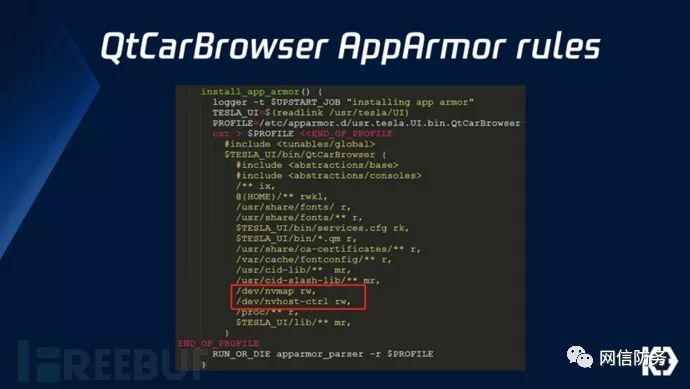 QtCarBrowser AppArmor rules
install_app_armor() {
logger -t $UPSTART_JOB "installing app armor"
TESLA_UI=$(readlink /usr/tesla/UI)
PROFILE=/etc/apparmor.d/usr.tesla.UI.bin.QtCarBrowser
cat > $PROFILE <<END_OF_PROFILE
#include <tunables/global>
$TESLA_UI/bin/QtCarBrowser {
#include <abstractions/base>
#include <abstractions/consoles>
/** ix,
@{HOME}/** rwkl,
/usr/share/fonts/ r,
/usr/share/fonts/** r,
$TESLA_UI/bin/services.cfg rk,
$TESLA_UI/bin/*.qm r,
/usr/share/ca-certificates/** r,
/var/cache/fontconfig/** r,
/usr/cid-lib/** mr,
/usr/cid-slash-lib/** mr,
/dev/nvmap rw,
/dev/nvhost-ctrl rw,
/proc/** r,
$TESLA_UI/lib/** mr,
}
END_OF_PROFILE
RUN_OR_DIE apparmor_parser -r $PROFILE
}
FREEBUF
网信防务